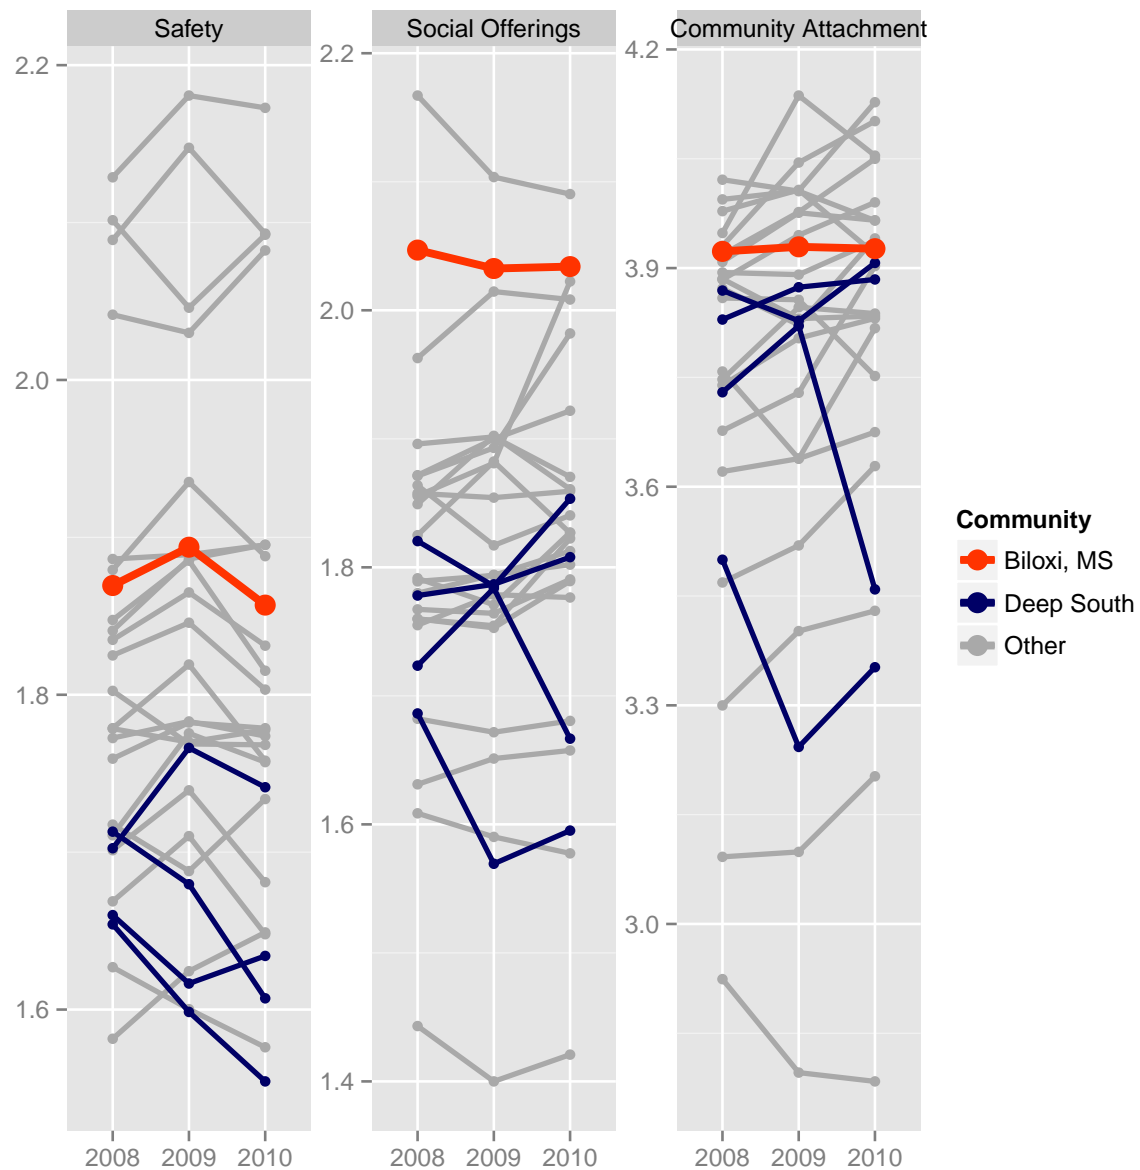 Safety
Social Offerings
Community Attachment
2.2
2.0
1.8
1.6
2.2
2.0
1.8
1.6
1.4
4.2
3.9
3.6
3.3
3.0
2008 2009 2010
2008 2009 2010
2008 2009 2010
Community
Biloxi, MS
Deep South
Other